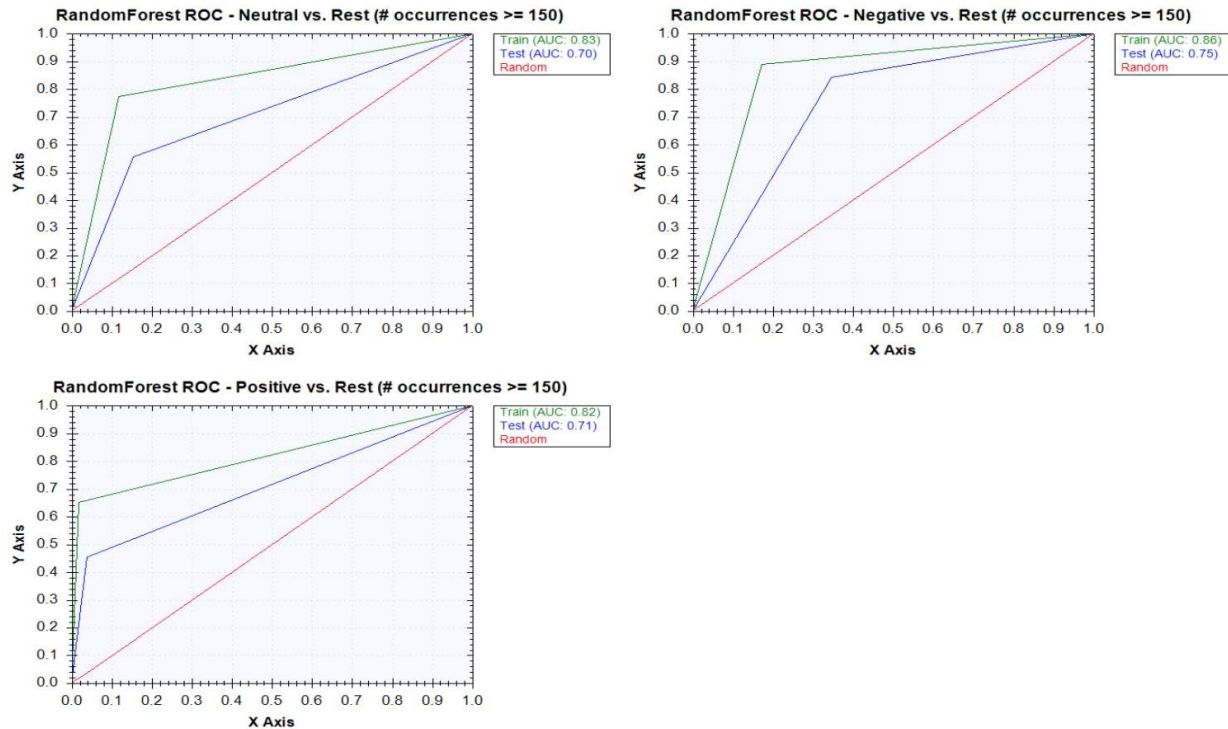 RandomForest ROC - Neutral vs. Rest (# occurrences >= 150)
1.0
0.9
0.8
0.7
0.6
0.5
0.4
0.3
0.2
0.1
0.0
Y Axis
0.0 0.1 0.2 0.3 0.4 0.5 0.6 0.7 0.8 0.9 1.0
X Axis
Train (AUC: 0.83)
Test (AUC: 0.70)
Random
RandomForest ROC - Negative vs. Rest (# occurrences >= 150)
1.0
0.9
0.8
0.7
0.6
0.5
0.4
0.3
0.2
0.1
0.0
Y Axis
0.0 0.1 0.2 0.3 0.4 0.5 0.6 0.7 0.8 0.9 1.0
X Axis
Train (AUC: 0.86)
Test (AUC: 0.75)
Random
RandomForest ROC - Positive vs. Rest (# occurrences >= 150)
1.0
0.9
0.8
0.7
0.6
0.5
0.4
0.3
0.2
0.1
0.0
Y Axis
0.0 0.1 0.2 0.3 0.4 0.5 0.6 0.7 0.8 0.9 1.0
X Axis
Train (AUC: 0.82)
Test (AUC: 0.71)
Random